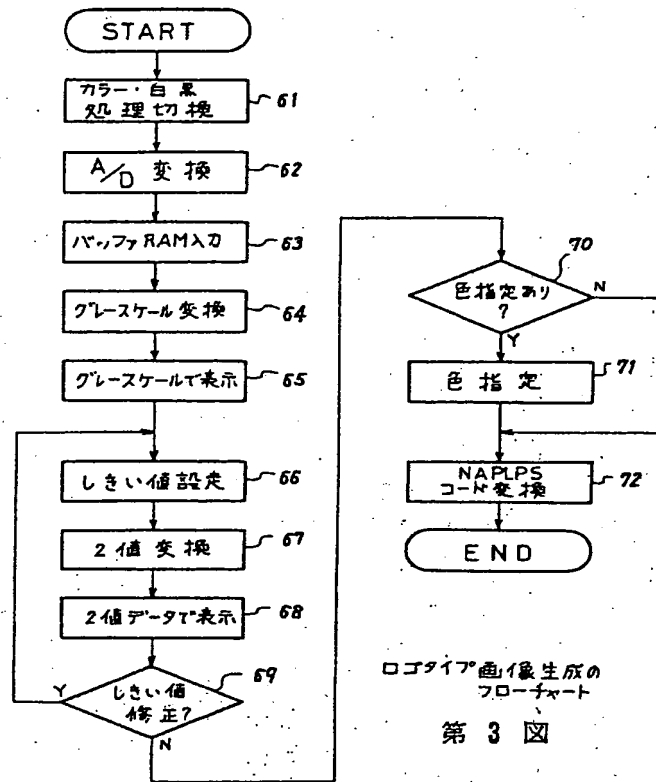 START
カラー・白黒
処理切換
61
A/D 変換
62
バッファRAM入力
63
グレースケール変換
64
グレースケールで表示
65
しきい値設定
66
2値変換
67
2値データで表示
68
しきい値
修正?
69
Y
N
色指定あり
?
70
N
Y
色指定
71
NAPLPS
コード変換
72
END
ロゴタイプ画像生成の
フローチャート
第 3 図